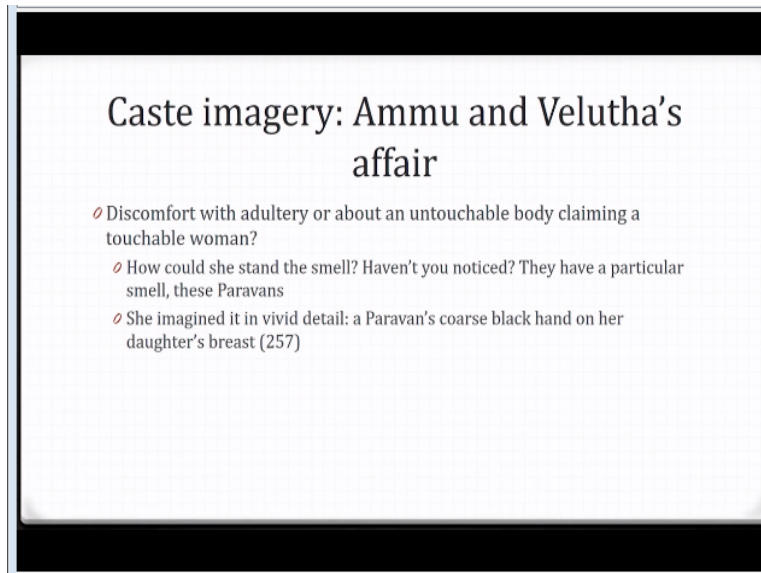 Caste imagery: Ammu and Velutha’s
affair
Discomfort with adultery or about an untouchable body claiming a
touchable woman?
How could she stand the smell? Haven’t you noticed? They have a particular
smell, these Paravans
She imagined it in vivid detail: a Paravan’s coarse black hand on her
daughter’s breast (257)